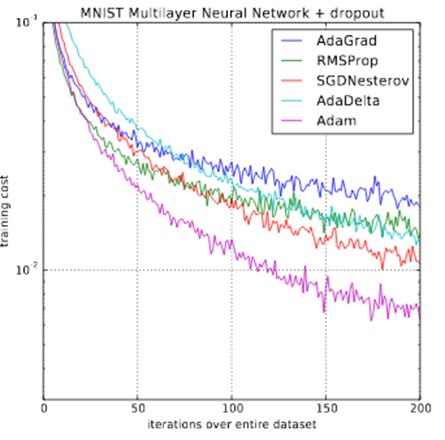 MNIST Multilayer Neural Network + dropout
10⁻¹
AdaGrad
RMSProp
SGDNesterov
AdaDelta
Adam
training cost
10⁻²
0 50 100 150 200
iterations over entire dataset